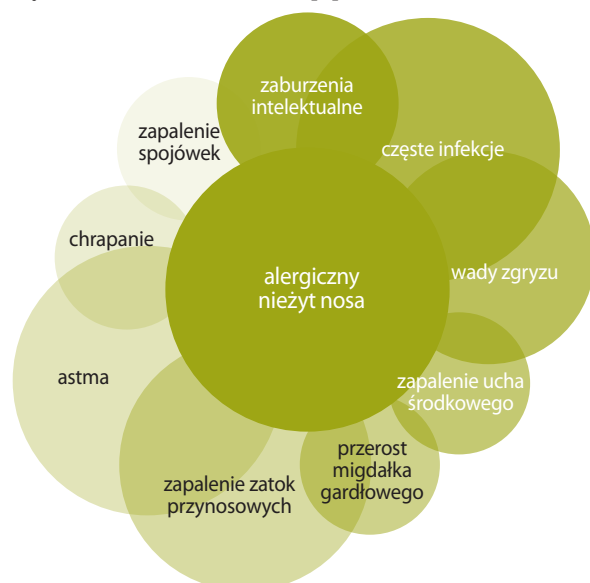 zaburzenia
intelektualne
zapalenie
spojówek
częste infekcje
chrapanie
alergiczny
nieżyt nosa
wady zgryzu
astma
zapalenie ucha
środkowego
przerost
migdałka
gardłowego
zapalenie zatok
przynosowych